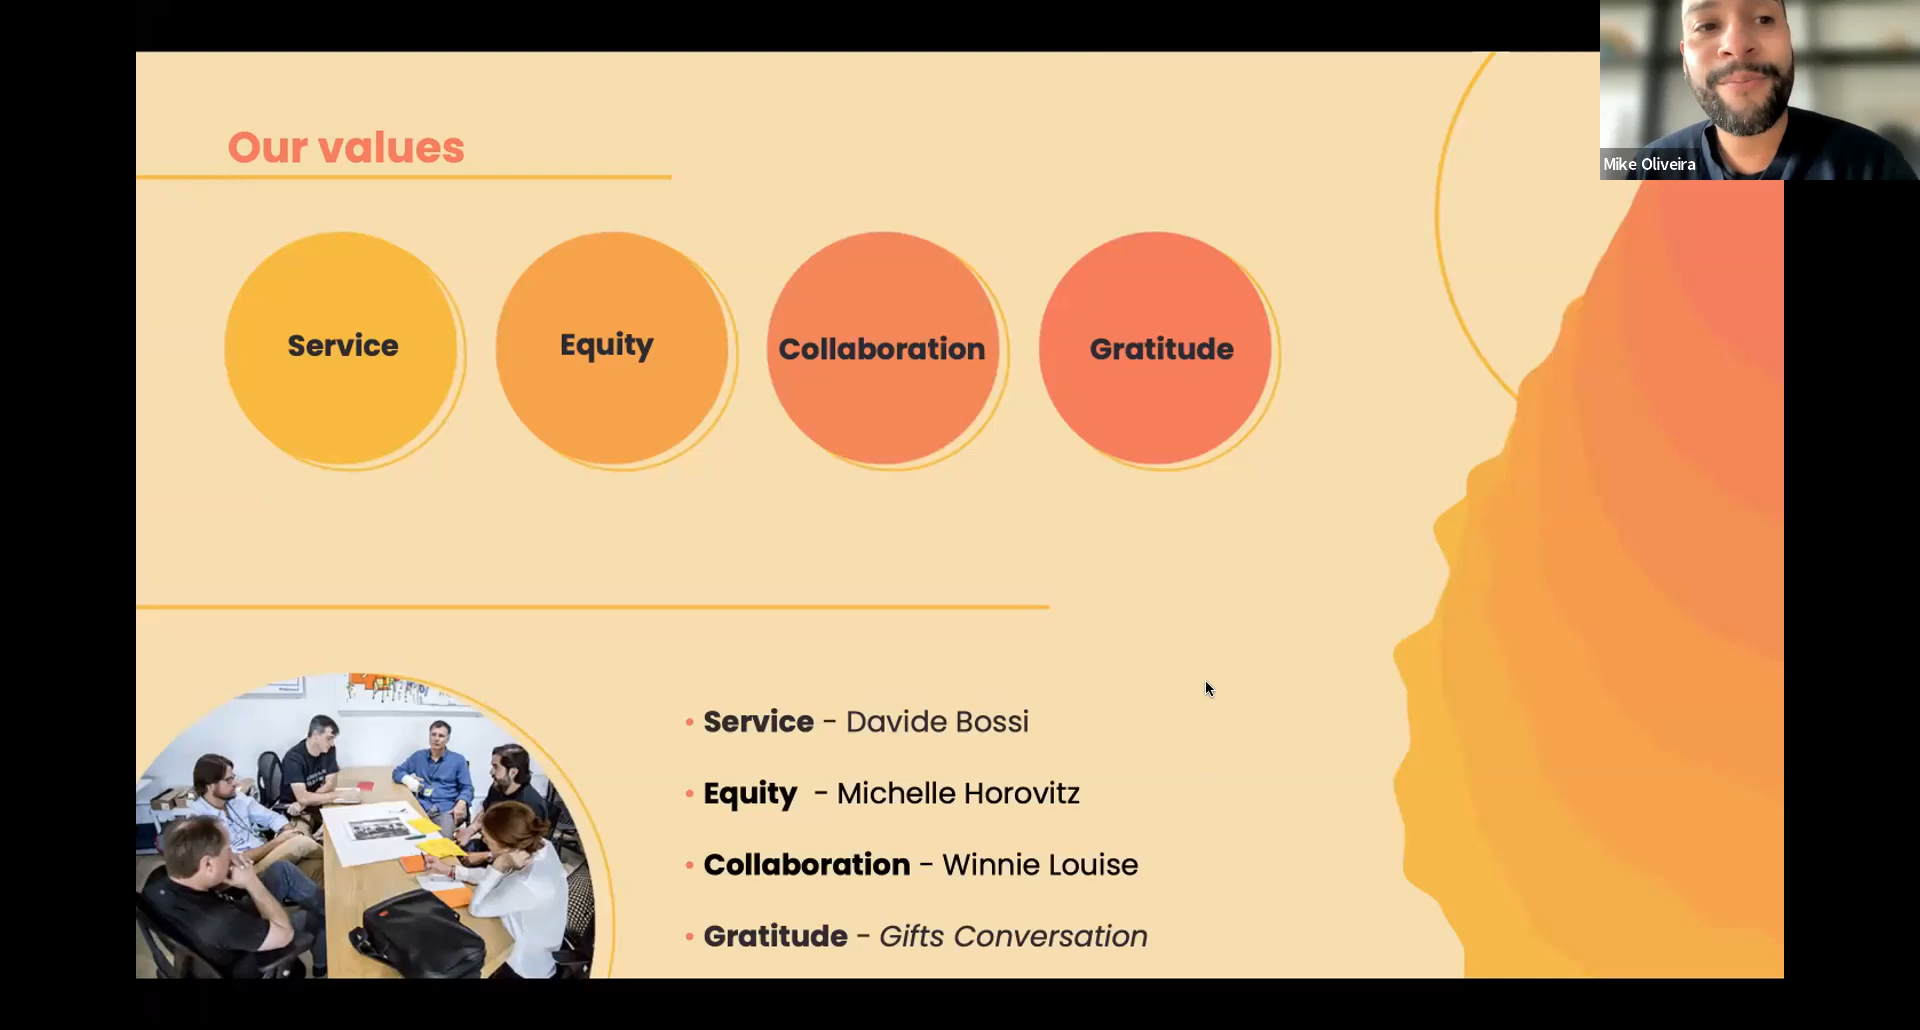 Mike Oliveira
Our values
Service
Equity
Collaboration
Gratitude
• Service - Davide Bossi
• Equity - Michelle Horovitz
• Collaboration - Winnie Louise
• Gratitude - Gifts Conversation